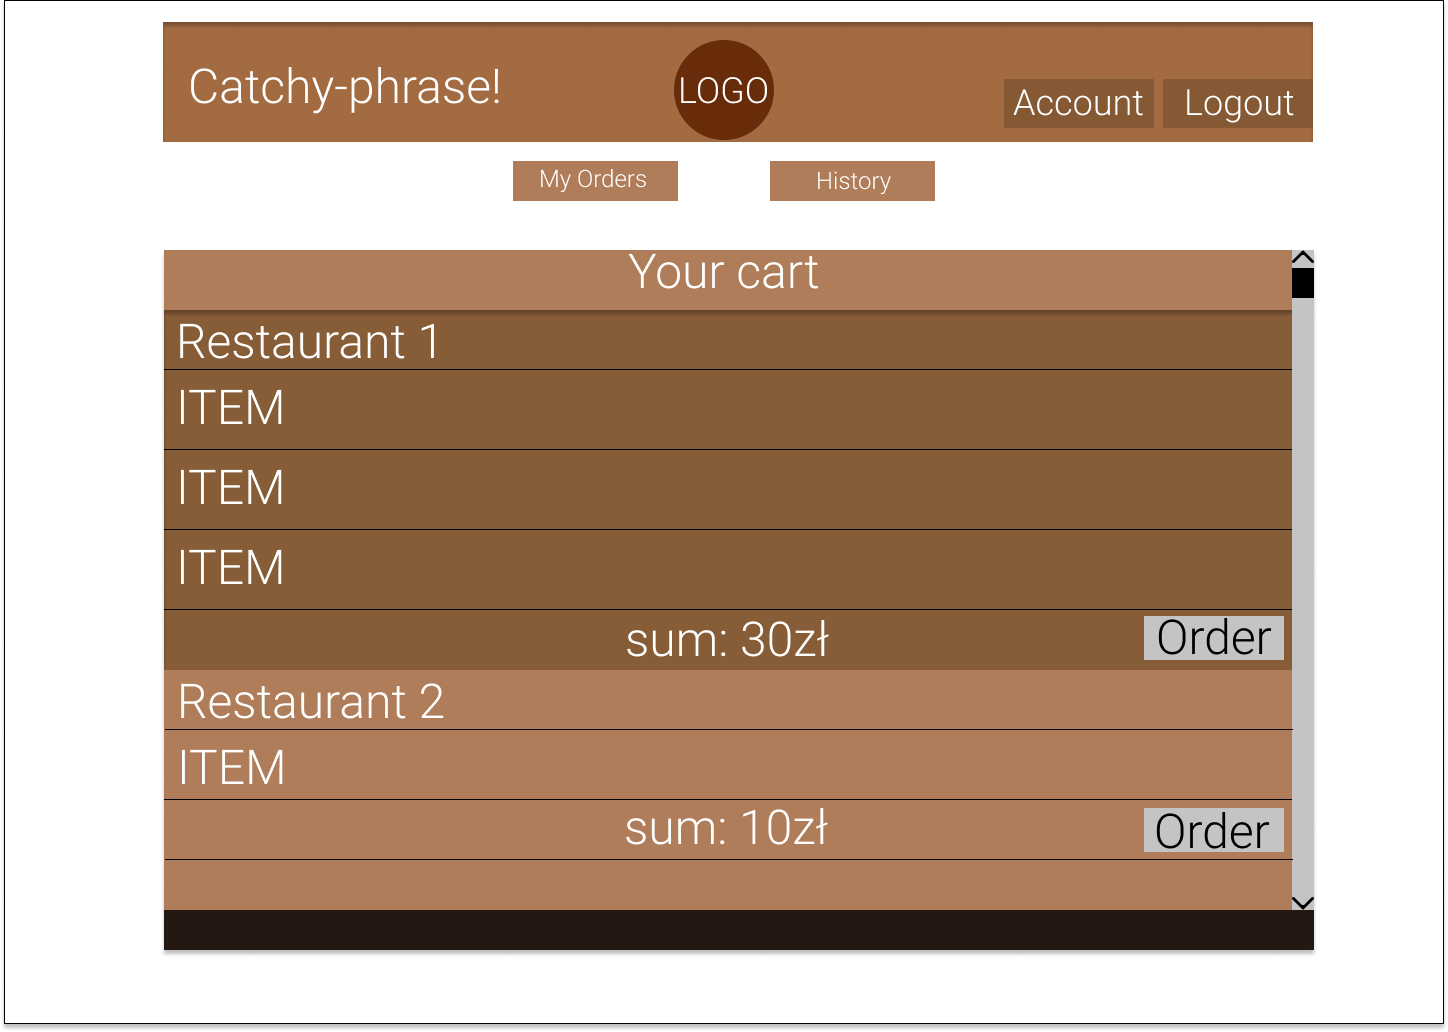 Catchy-phrase!
LOGO
Account
Logout
My Orders
History
Your cart
Restaurant 1
ITEM
ITEM
ITEM
sum: 30zł
Order
Restaurant 2
ITEM
sum: 10zł
Order